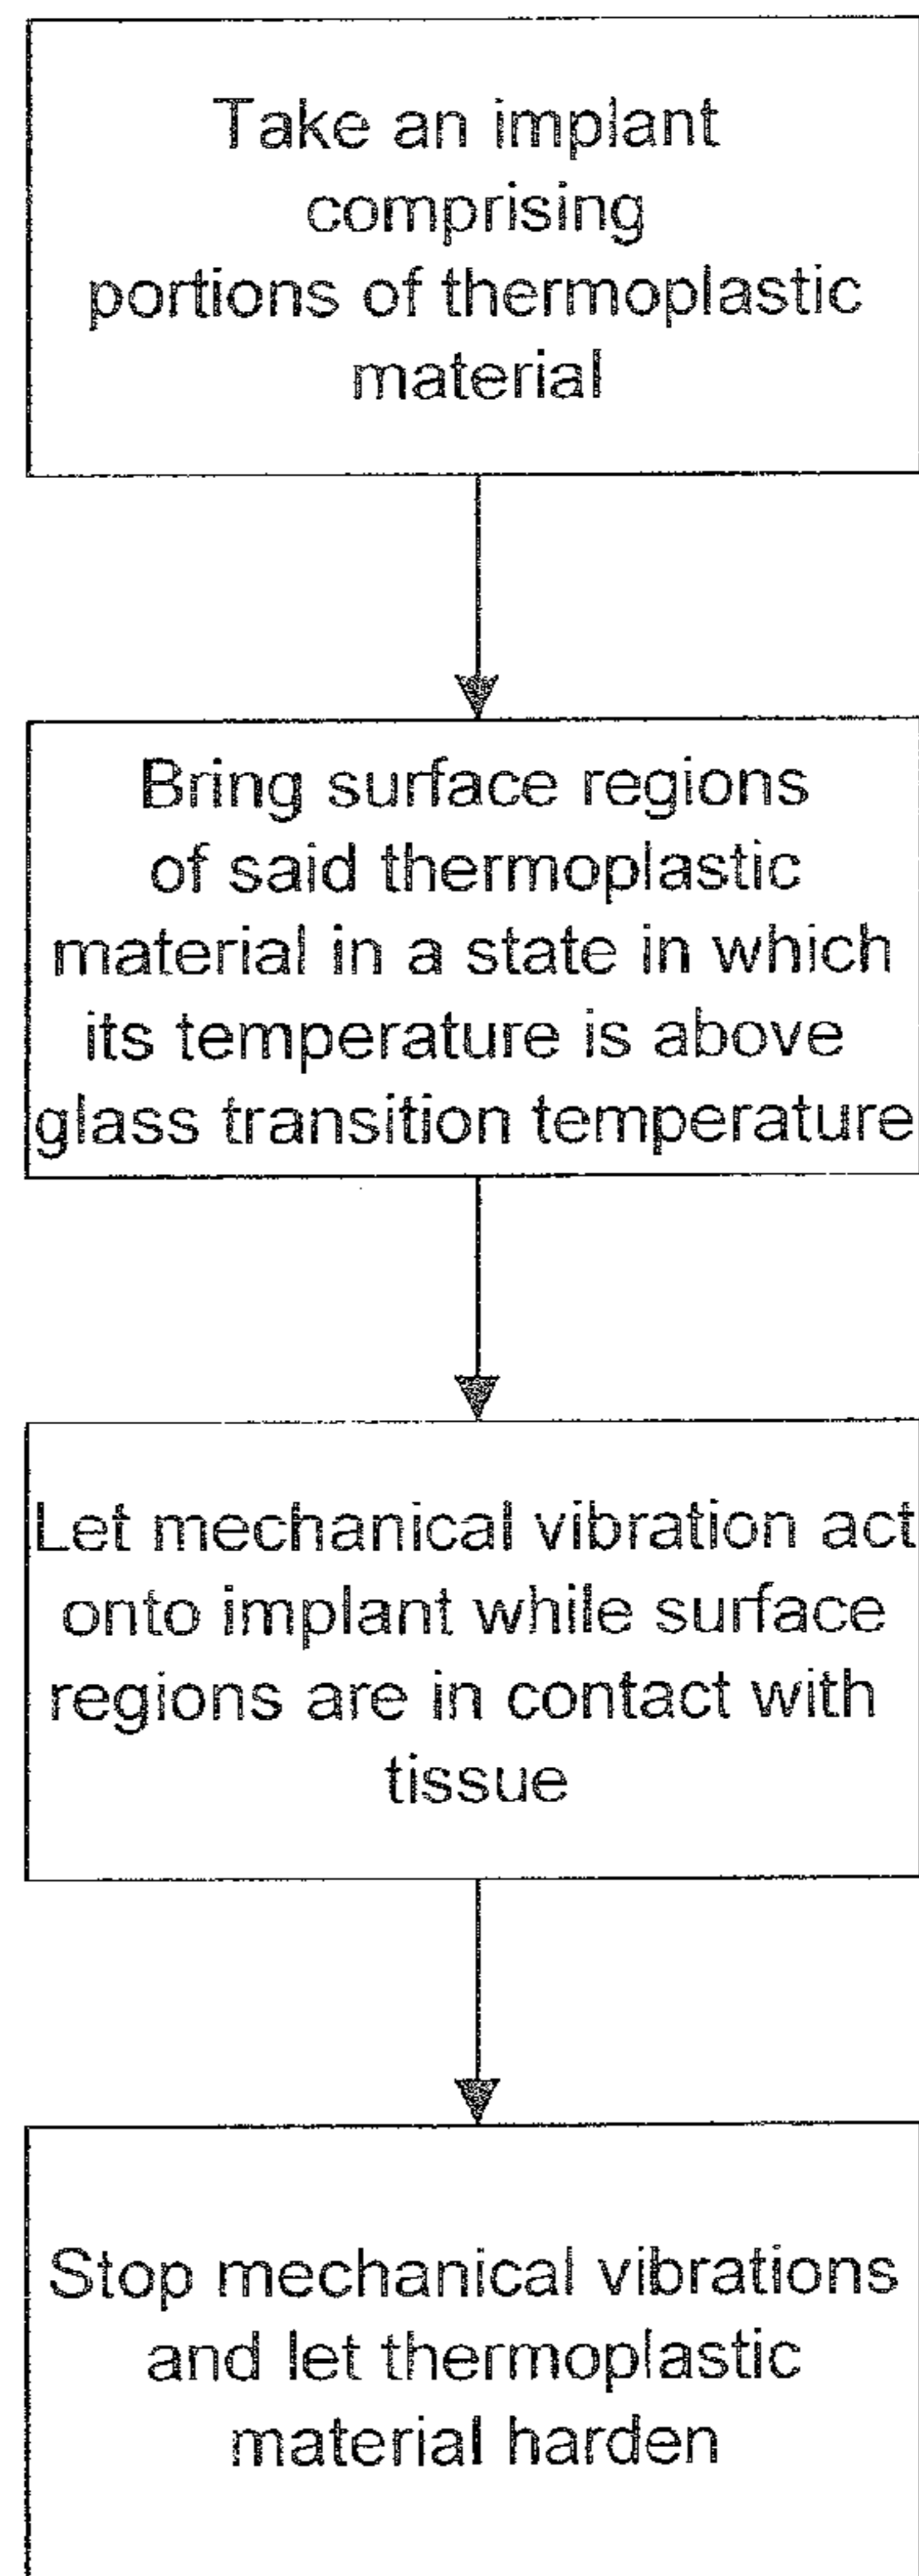 Take an implant
comprising
portions of thermoplastic
material
Bring surface regions
of said thermoplastic
material in a state in which
its temperature is above
glass transition temperature
Let mechanical vibration act
onto implant while surface
regions are in contact with
tissue
Stop mechanical vibrations
and let thermoplastic
material harden